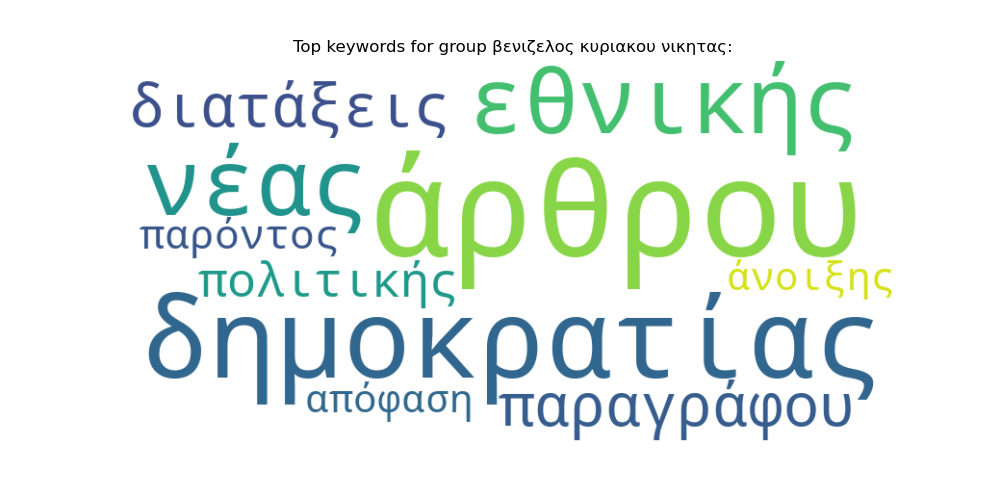 Top keywords for group βενιζελος κυριακου νικητας:
διατάξεις εθνικής
νέας άρθρου
παρόντος
πολιτικής άνοιξης
δημοκρατίας
απόφαση παραγράφου